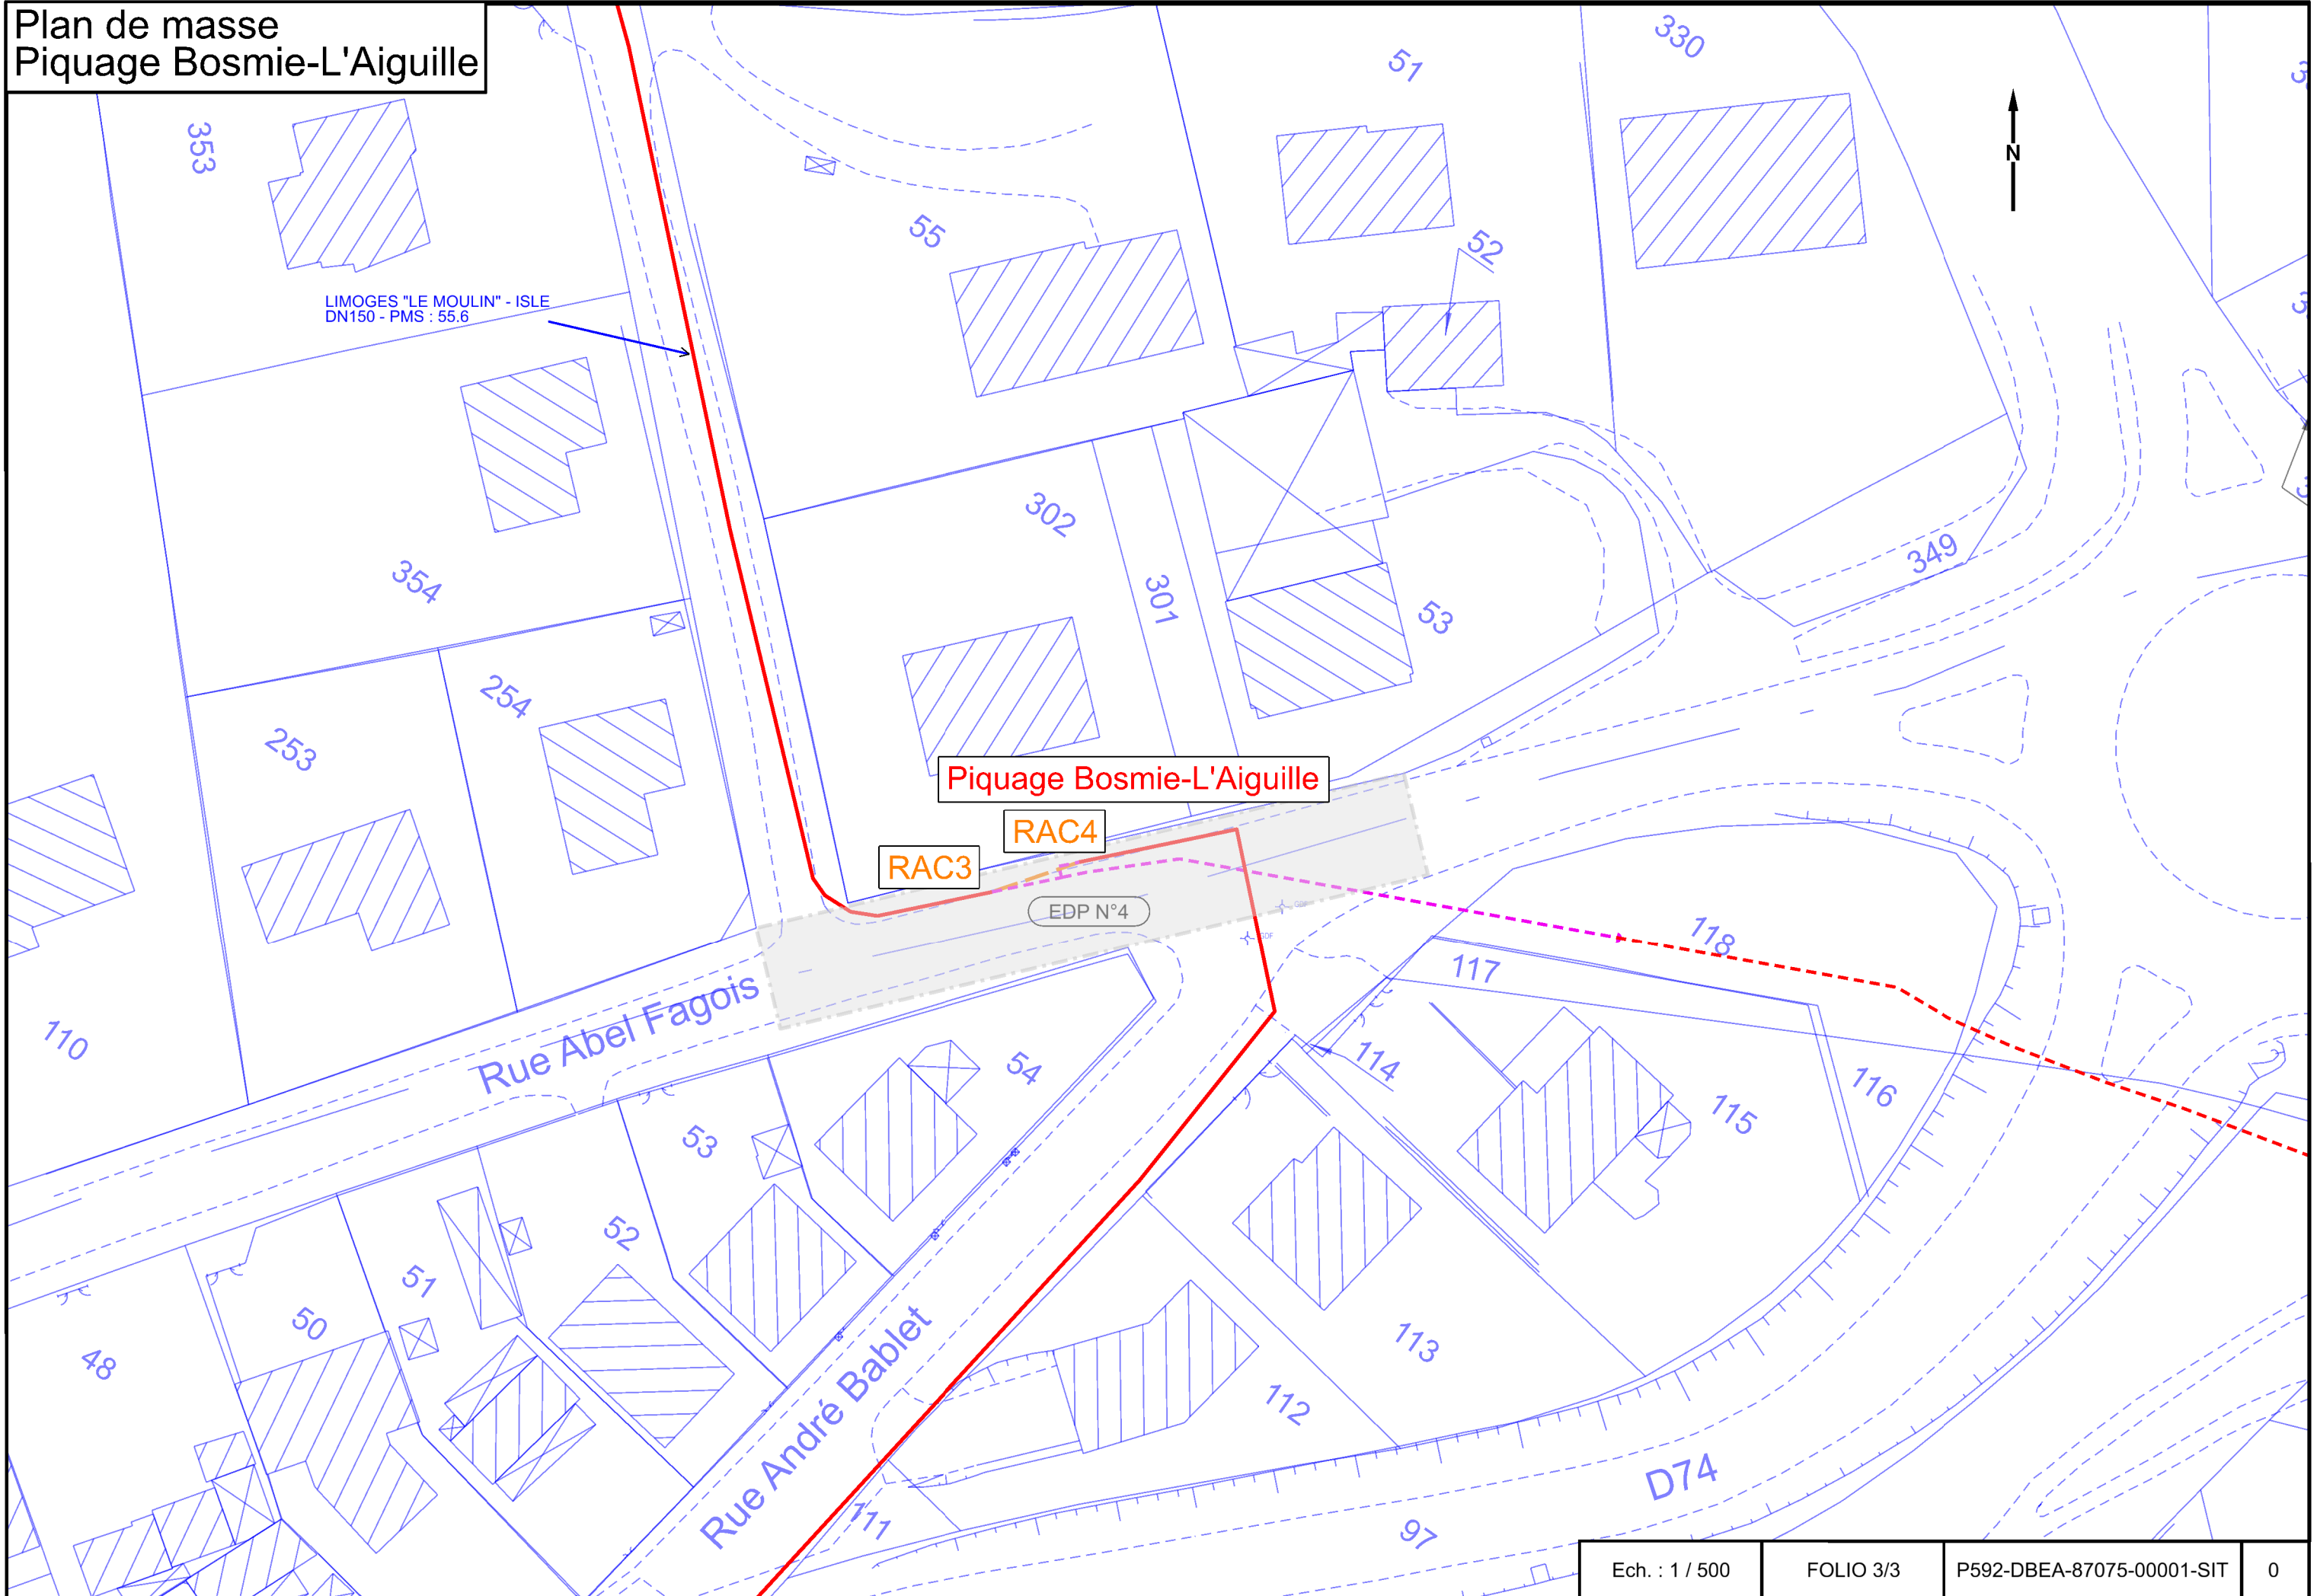 Plan de masse
Piquage Bosmie-L'Aiguille
353
51
330
N
55
52
LIMOGES "LE MOULIN" - ISLE
DN150 - PMS : 55.6
302
349
354
301
53
254
253
Piquage Bosmie-L'Aiguille
RAC4
RAC3
EDP N°4
GDF
118
117
Rue Abel Fagois
110
54
114
116
115
53
52
51
50
113
48
Rue André Bablet
112
D74
111
97
Ech. : 1 / 500
FOLIO 3/3
P592-DBEA-87075-00001-SIT
0